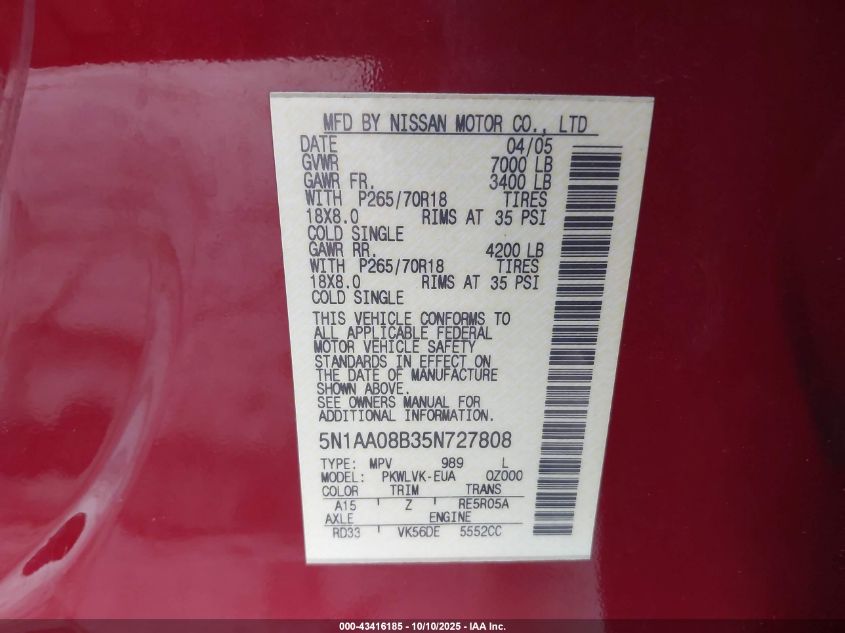 MFD BY NISSAN MOTOR CO., LTD
DATE 04/05
GVWR 7000 LB
GAWR FR. 3400 LB
WITH P265/70R18 TIRES
18X8.0 RIMS AT 35 PSI
COLD SINGLE
GAWR RR. 4200 LB
WITH P265/70R18 TIRES
18X8.0 RIMS AT 35 PSI
COLD SINGLE
THIS VEHICLE CONFORMS TO
ALL APPLICABLE FEDERAL
MOTOR VEHICLE SAFETY
STANDARDS IN EFFECT ON
THE DATE OF MANUFACTURE
SHOWN ABOVE.
SEE OWNERS MANUAL FOR
ADDITIONAL INFORMATION.
5N1AA08B35N727808
TYPE: MPV 989 L
MODEL: PKWLVK-EUA 0Z000
COLOR TRIM TRANS
A15 Z RE5R05A
AXLE ENGINE
RD33 VK56DE 5552CC
000-43416185 - 10/10/2025 - IAA Inc.